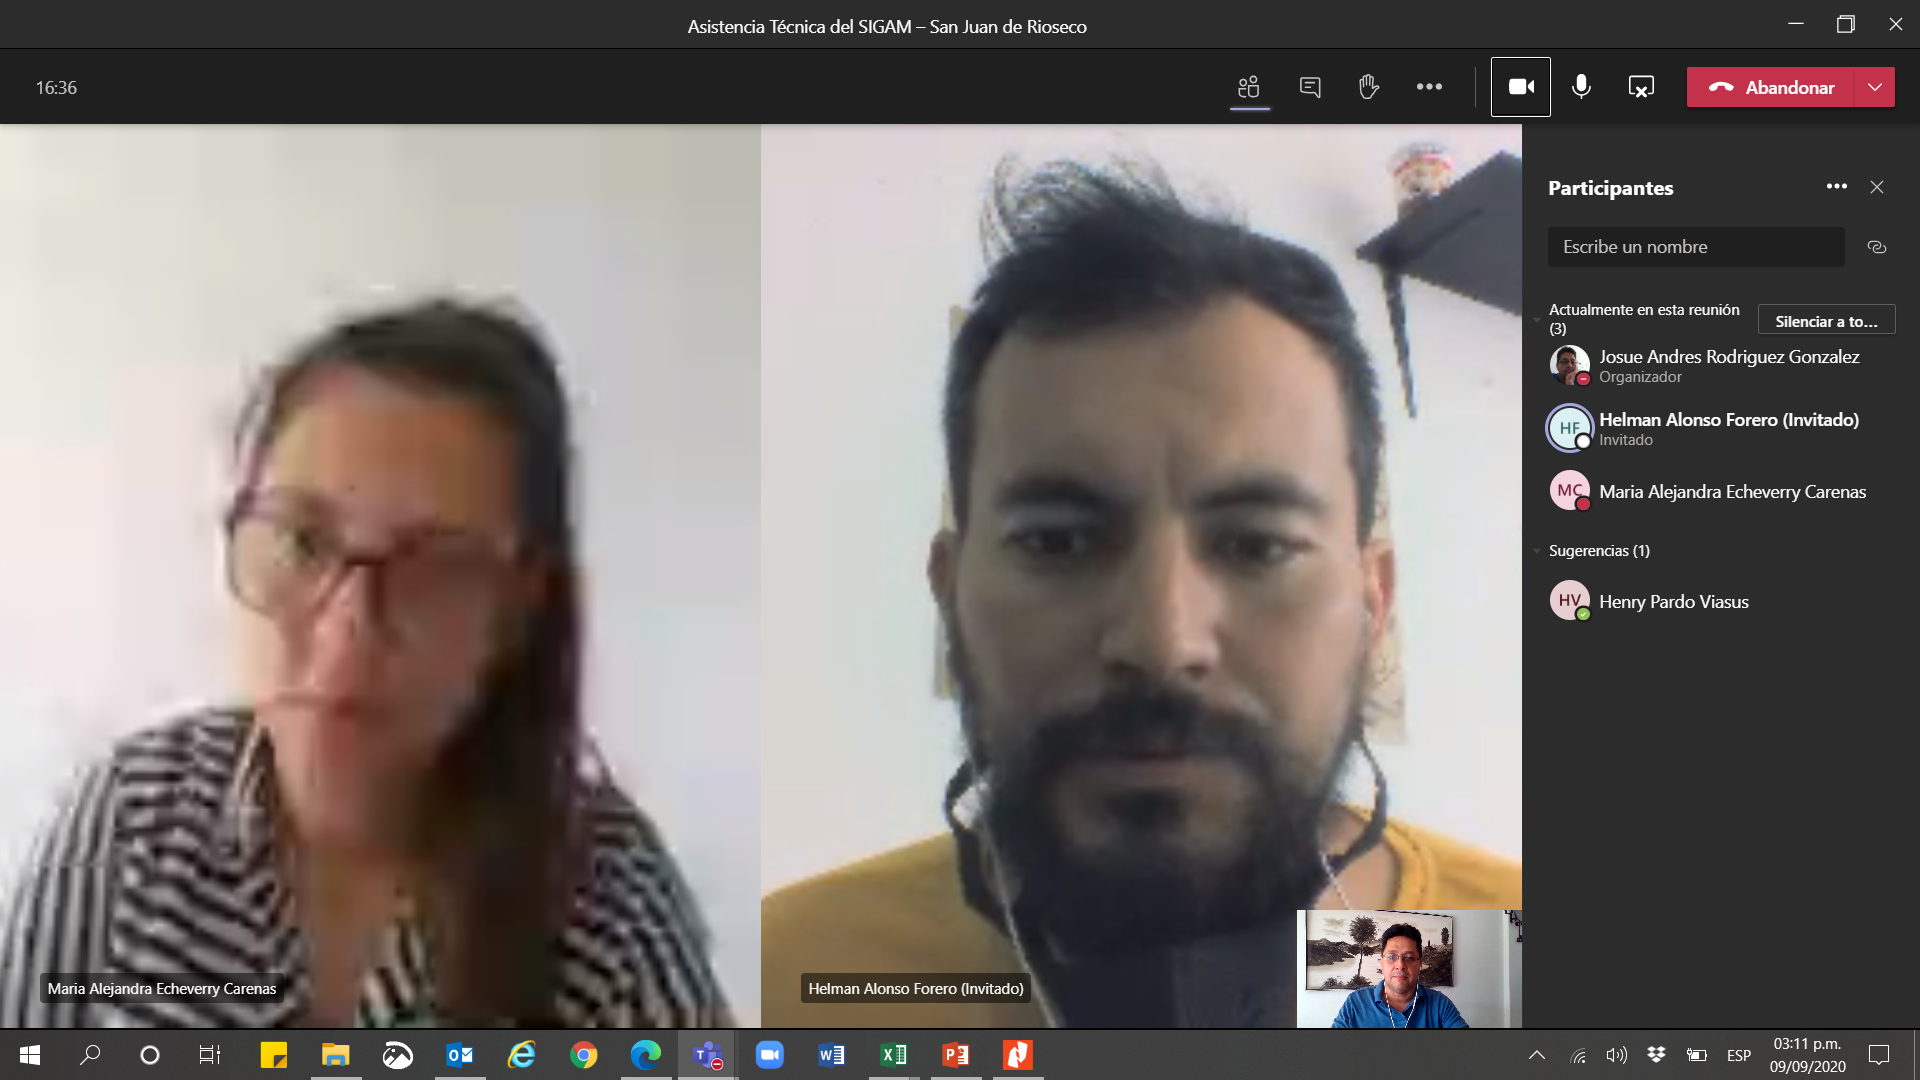 Asistencia Técnica del SIGAM – San Juan de Rioseco
16:36
Abandonar
Participantes
Escribe un nombre
Actualmente en esta reunión
(3)
Silenciar a to...
Josue Andres Rodriguez Gonzalez
Organizador
HF
Helman Alonso Forero (Invitado)
Invitado
MC
Maria Alejandra Echeverry Carenas
Sugerencias (1)
HV
Henry Pardo Viasus
Maria Alejandra Echeverry Carenas
Helman Alonso Forero (Invitado)
ESP
03:11 p.m.
09/09/2020